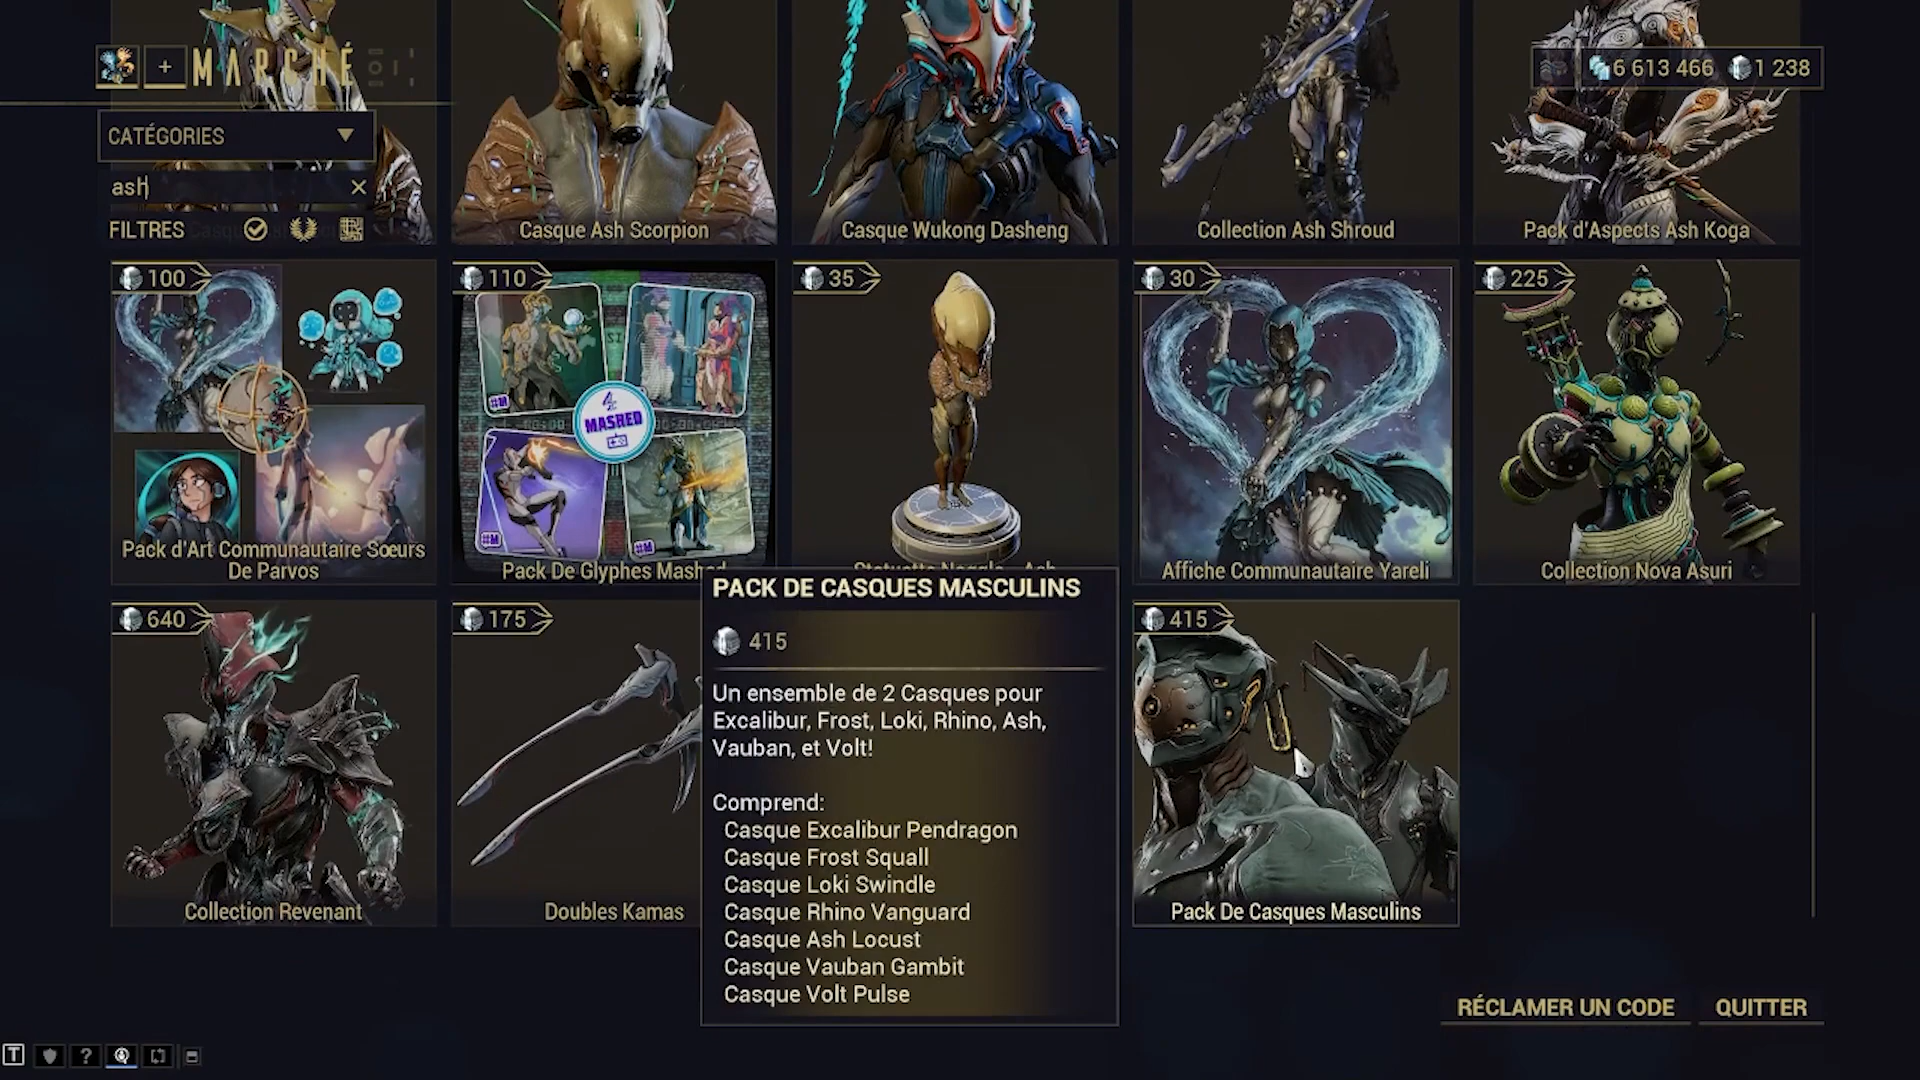 MARCHÉ
6 613 466
1 238
CATÉGORIES
ash
FILTRES
Casque Ash Scorpion
Casque Wukong Dasheng
Collection Ash Shroud
Pack d'Aspects Ash Koga
100
Pack d'Art Communautaire Sœurs
De Parvos
110
MASHED
#M
#M
#M
Pack De Glyphes Mashed
35
Statuette Noggle - Ash
30
Affiche Communautaire Yareli
225
Collection Nova Asuri
640
Collection Revenant
175
Doubles Kamas
PACK DE CASQUES MASCULINS
415
Un ensemble de 2 Casques pour
Excalibur, Frost, Loki, Rhino, Ash,
Vauban, et Volt!
Comprend:
Casque Excalibur Pendragon
Casque Frost Squall
Casque Loki Swindle
Casque Rhino Vanguard
Casque Ash Locust
Casque Vauban Gambit
Casque Volt Pulse
415
Pack De Casques Masculins
RÉCLAMER UN CODE
QUITTER
T
?